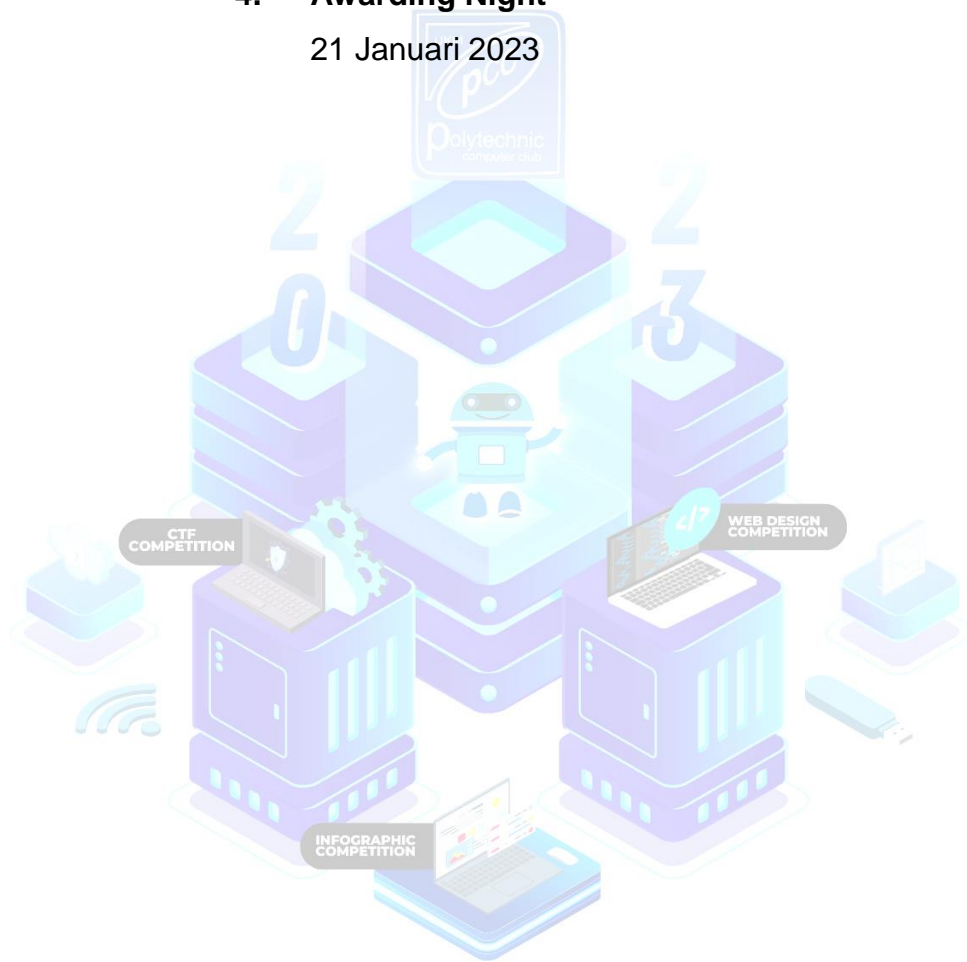 4. Awarding Night
21 Januari 2023
pcc
Polytechnic
computer club
2 2
0 3
CTF
COMPETITION
</>
WEB DESIGN
COMPETITION
INFOGRAPHIC
COMPETITION